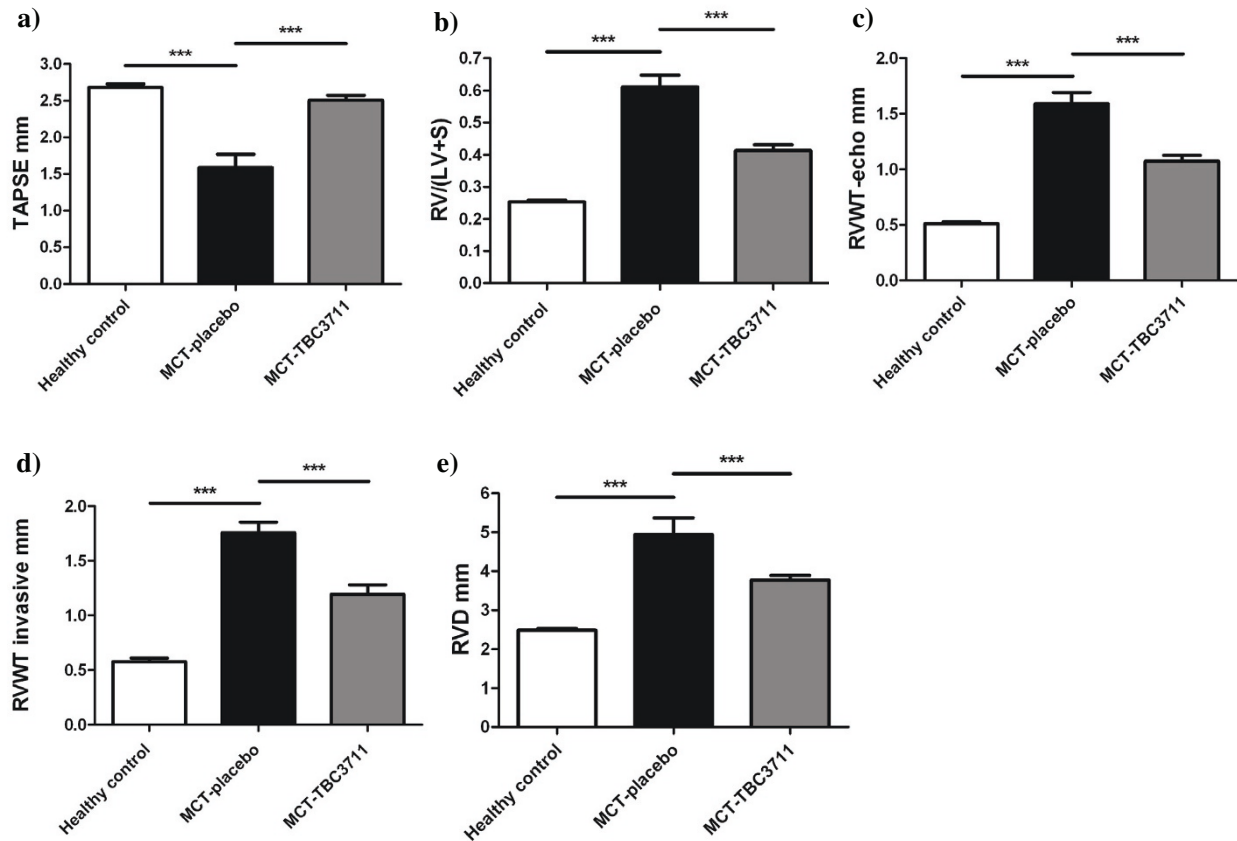 a)
***
***
TAPSE mm
3.0
2.5
2.0
1.5
1.0
0.5
0.0
Healthy control
MCT-placebo
MCT-TBC3711
b)
***
***
RV/(LV+S)
0.7
0.6
0.5
0.4
0.3
0.2
0.1
0.0
Healthy control
MCT-placebo
MCT-TBC3711
c)
***
***
RVWT-echo mm
2.0
1.5
1.0
0.5
0.0
Healthy control
MCT-placebo
MCT-TBC3711
d)
***
***
RVWT invasive mm
2.0
1.5
1.0
0.5
0.0
Healthy control
MCT-placebo
MCT-TBC3711
e)
***
***
RVD mm
6
5
4
3
2
1
0
Healthy control
MCT-placebo
MCT-TBC3711